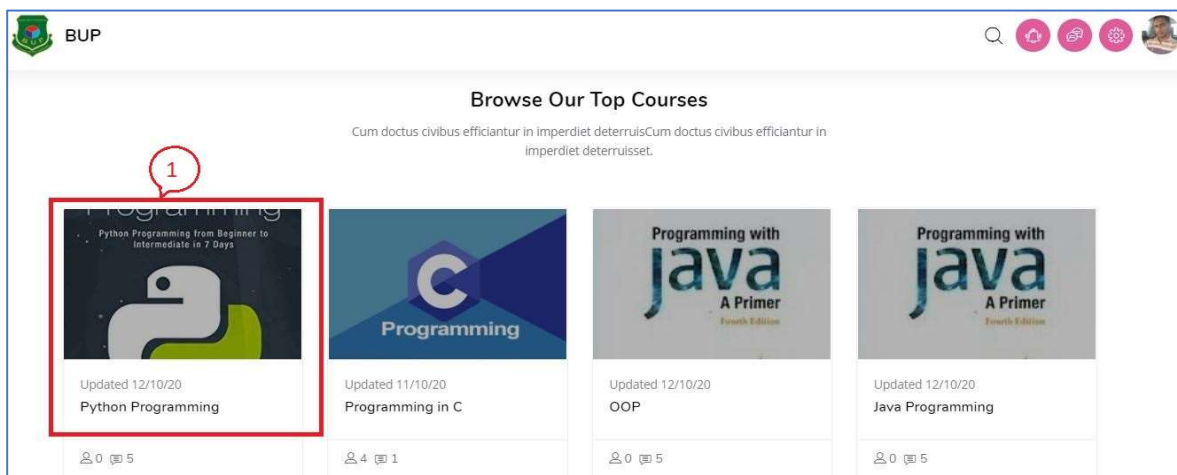 BUP
Browse Our Top Courses
Cum doctus civibus efficiantur in imperdiet deterruisCum doctus civibus efficiantur in
imperdiet deterruisset.
1
Programming
Python Programming from Beginner to
Intermediate in 7 Days
Updated 12/10/20
Python Programming
0 5
C
Programming
Updated 11/10/20
Programming in C
4 1
Programming with
java
A Primer
Fourth Edition
Updated 12/10/20
OOP
0 5
Programming with
java
A Primer
Fourth Edition
Updated 12/10/20
Java Programming
0 5